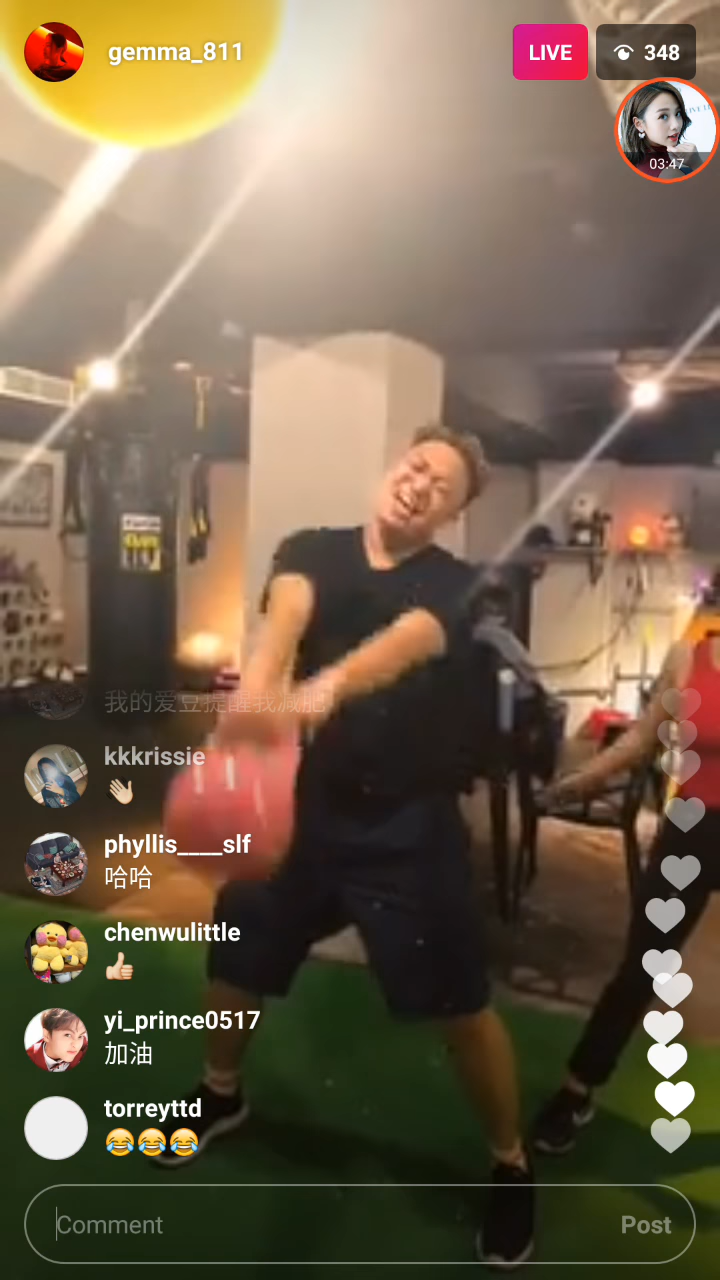 gemma_811
LIVE
348
03:47
我的爱豆提醒我减肥
kkkrissie
👋🏻
phyllis____slf
哈哈
chenwulittle
👍🏻
yi_prince0517
加油
torreyttd
😂😂😂
Comment
Post